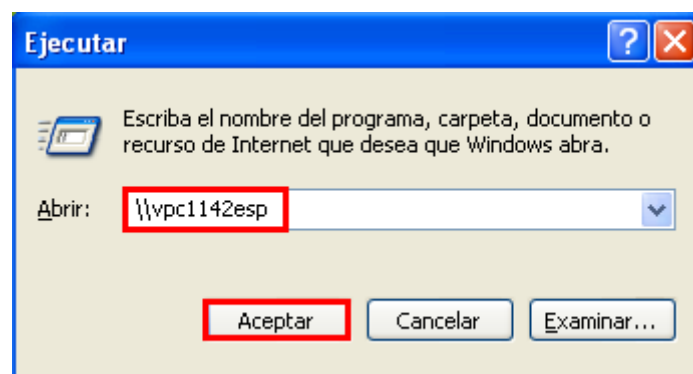 Ejecutar
Escriba el nombre del programa, carpeta, documento o
recurso de Internet que desea que Windows abra.
Abrir: \\vpc1142esp
Aceptar Cancelar Examinar...